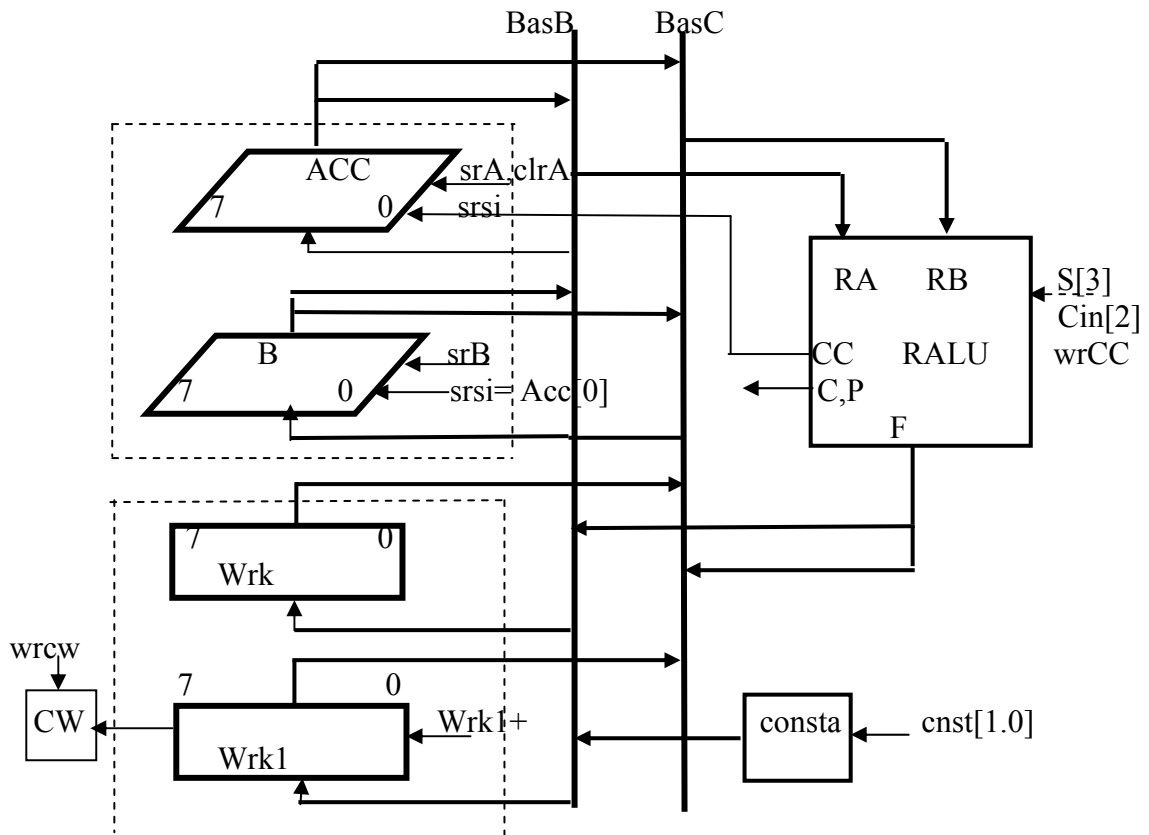 BasB
BasC
ACC
srA,clrA
7
0
srsi
RA
RB
S[3]
Cin[2]
CC
RALU
wrCC
C,P
F
B
srB
7
0
srsi= Acc[0]
7
0
Wrk
wrcw
7
0
CW
Wrk1+
Wrk1
consta
cnst[1.0]